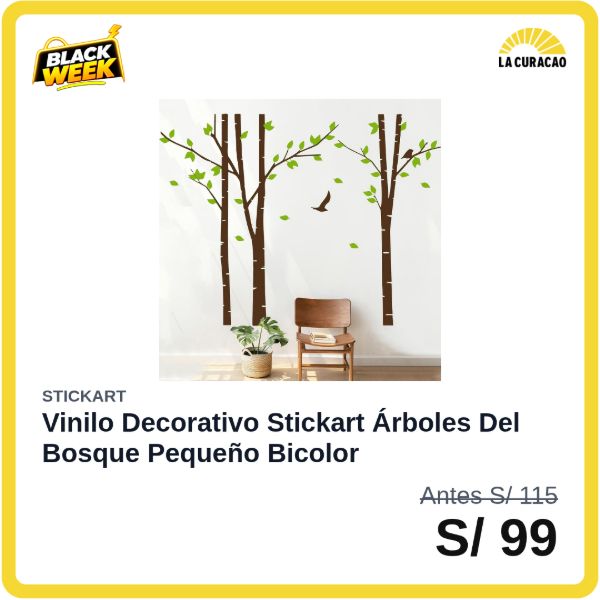 BLACK
WEEK
LA CURACAO
STICKART
Vinilo Decorativo Stickart Árboles Del
Bosque Pequeño Bicolor
Antes S/ 115
S/ 99